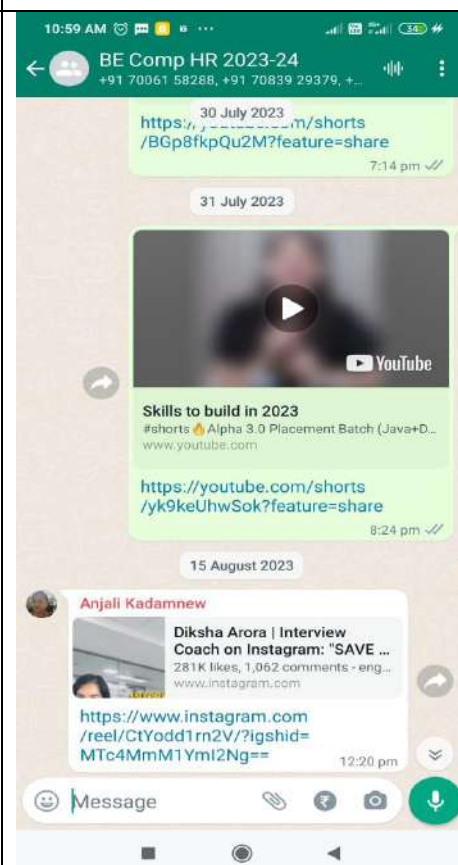 10:59 AM
34
BE Comp HR 2023-24
+91 70061 58288, +91 70839 29379, +...
30 July 2023
https:/ m/shorts
/BGp8fkpQu2M?feature=share
7:14 pm
31 July 2023
YouTube
Skills to build in 2023
#shorts 🔥Alpha 3.0 Placement Batch (Java+D...
www.youtube.com
https://youtube.com/shorts
/yk9keUhwSok?feature=share
8:24 pm
15 August 2023
Anjali Kadamnew
Diksha Arora | Interview
Coach on Instagram: "SAVE ...
281K likes, 1,062 comments - eng...
www.instagram.com
https://www.instagram.com
/reel/CtYodd1rn2V/?igshid=
MTc4MmM1YmI2Ng==
12:20 pm
Message